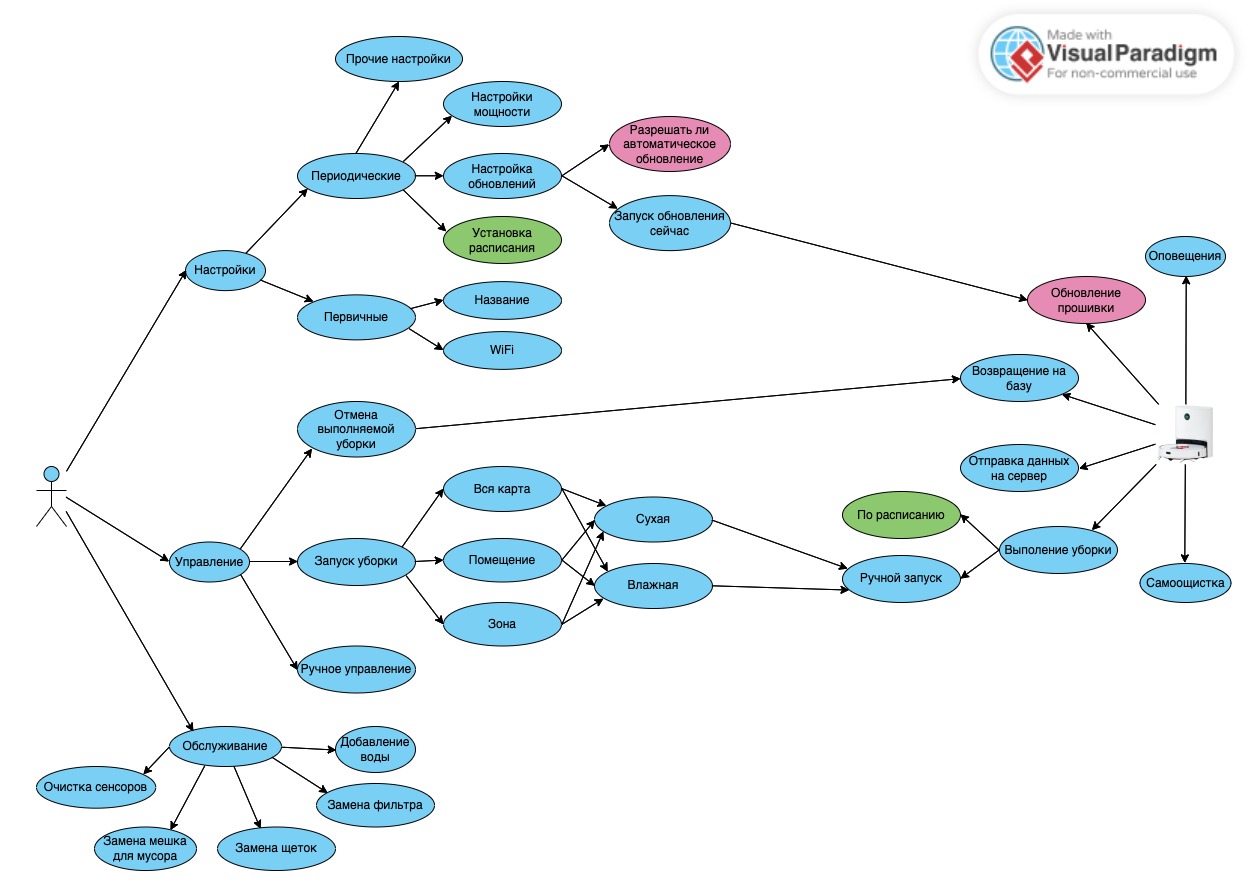 Made with
Visual Paradigm
For non-commercial use
Прочие настройки
Настройки
мощности
Разрешать ли
автоматическое
обновление
Периодические
Настройка
обновлений
Запуск обновления
сейчас
Установка
расписания
Оповещения
Настройки
Название
Обновление
прошивки
Первичные
WiFi
Возвращение на
базу
Отмена
выполняемой
уборки
Отправка данных
на сервер
Вся карта
Сухая
По расписанию
Выполение уборки
Управление
Запуск уборки
Помещение
Влажная
Ручной запуск
Самоощистка
Зона
Ручное управление
Обслуживание
Добавление
воды
Очистка сенсоров
Замена фильтра
Замена мешка
для мусора
Замена щеток